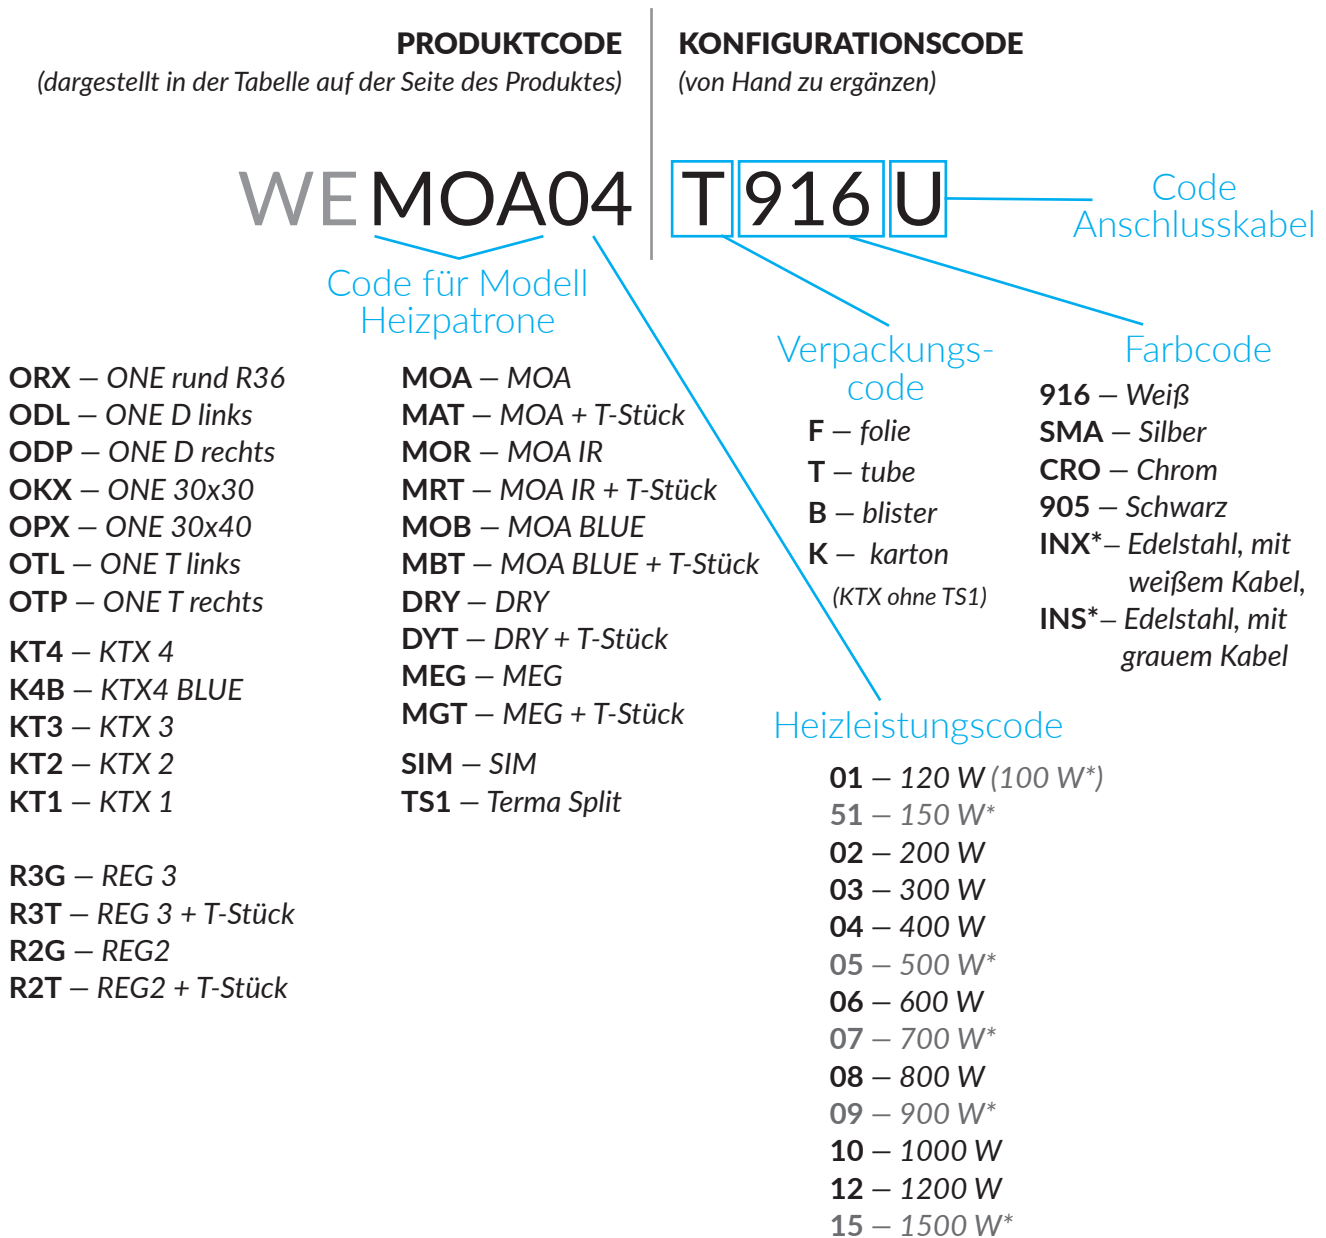 PRODUKTCODE
(dargestellt in der Tabelle auf der Seite des Produktes)
KONFIGURATIONSCODE
(von Hand zu ergänzen)
WEMOA04 T916U
Code
Anschlusskabel
Code für Modell
Heizpatrone
ORX – ONE rund R36
ODL – ONE D links
ODP – ONE D rechts
OKX – ONE 30x30
OPX – ONE 30x40
OTL – ONE T links
OTP – ONE T rechts
KT4 – KTX 4
K4B – KTX4 BLUE
KT3 – KTX 3
KT2 – KTX 2
KT1 – KTX 1
R3G – REG 3
R3T – REG 3 + T-Stück
R2G – REG2
R2T – REG2 + T-Stück
MOA – MOA
MAT – MOA + T-Stück
MOR – MOA IR
MRT – MOA IR + T-Stück
MOB – MOA BLUE
MBT – MOA BLUE + T-Stück
DRY – DRY
DYT – DRY + T-Stück
MEG – MEG
MGT – MEG + T-Stück
SIM – SIM
TS1 – Terma Split
Verpackungs-
code
F – folie
T – tube
B – blister
K – karton
(KTX ohne TS1)
Farbcode
916 – Weiß
SMA – Silber
CRO – Chrom
905 – Schwarz
INX*– Edelstahl, mit
weißem Kabel,
INS*– Edelstahl, mit
grauem Kabel
Heizleistungscode
01 – 120 W (100 W*)
51 – 150 W*
02 – 200 W
03 – 300 W
04 – 400 W
05 – 500 W*
06 – 600 W
07 – 700 W*
08 – 800 W
09 – 900 W*
10 – 1000 W
12 – 1200 W
15 – 1500 W*